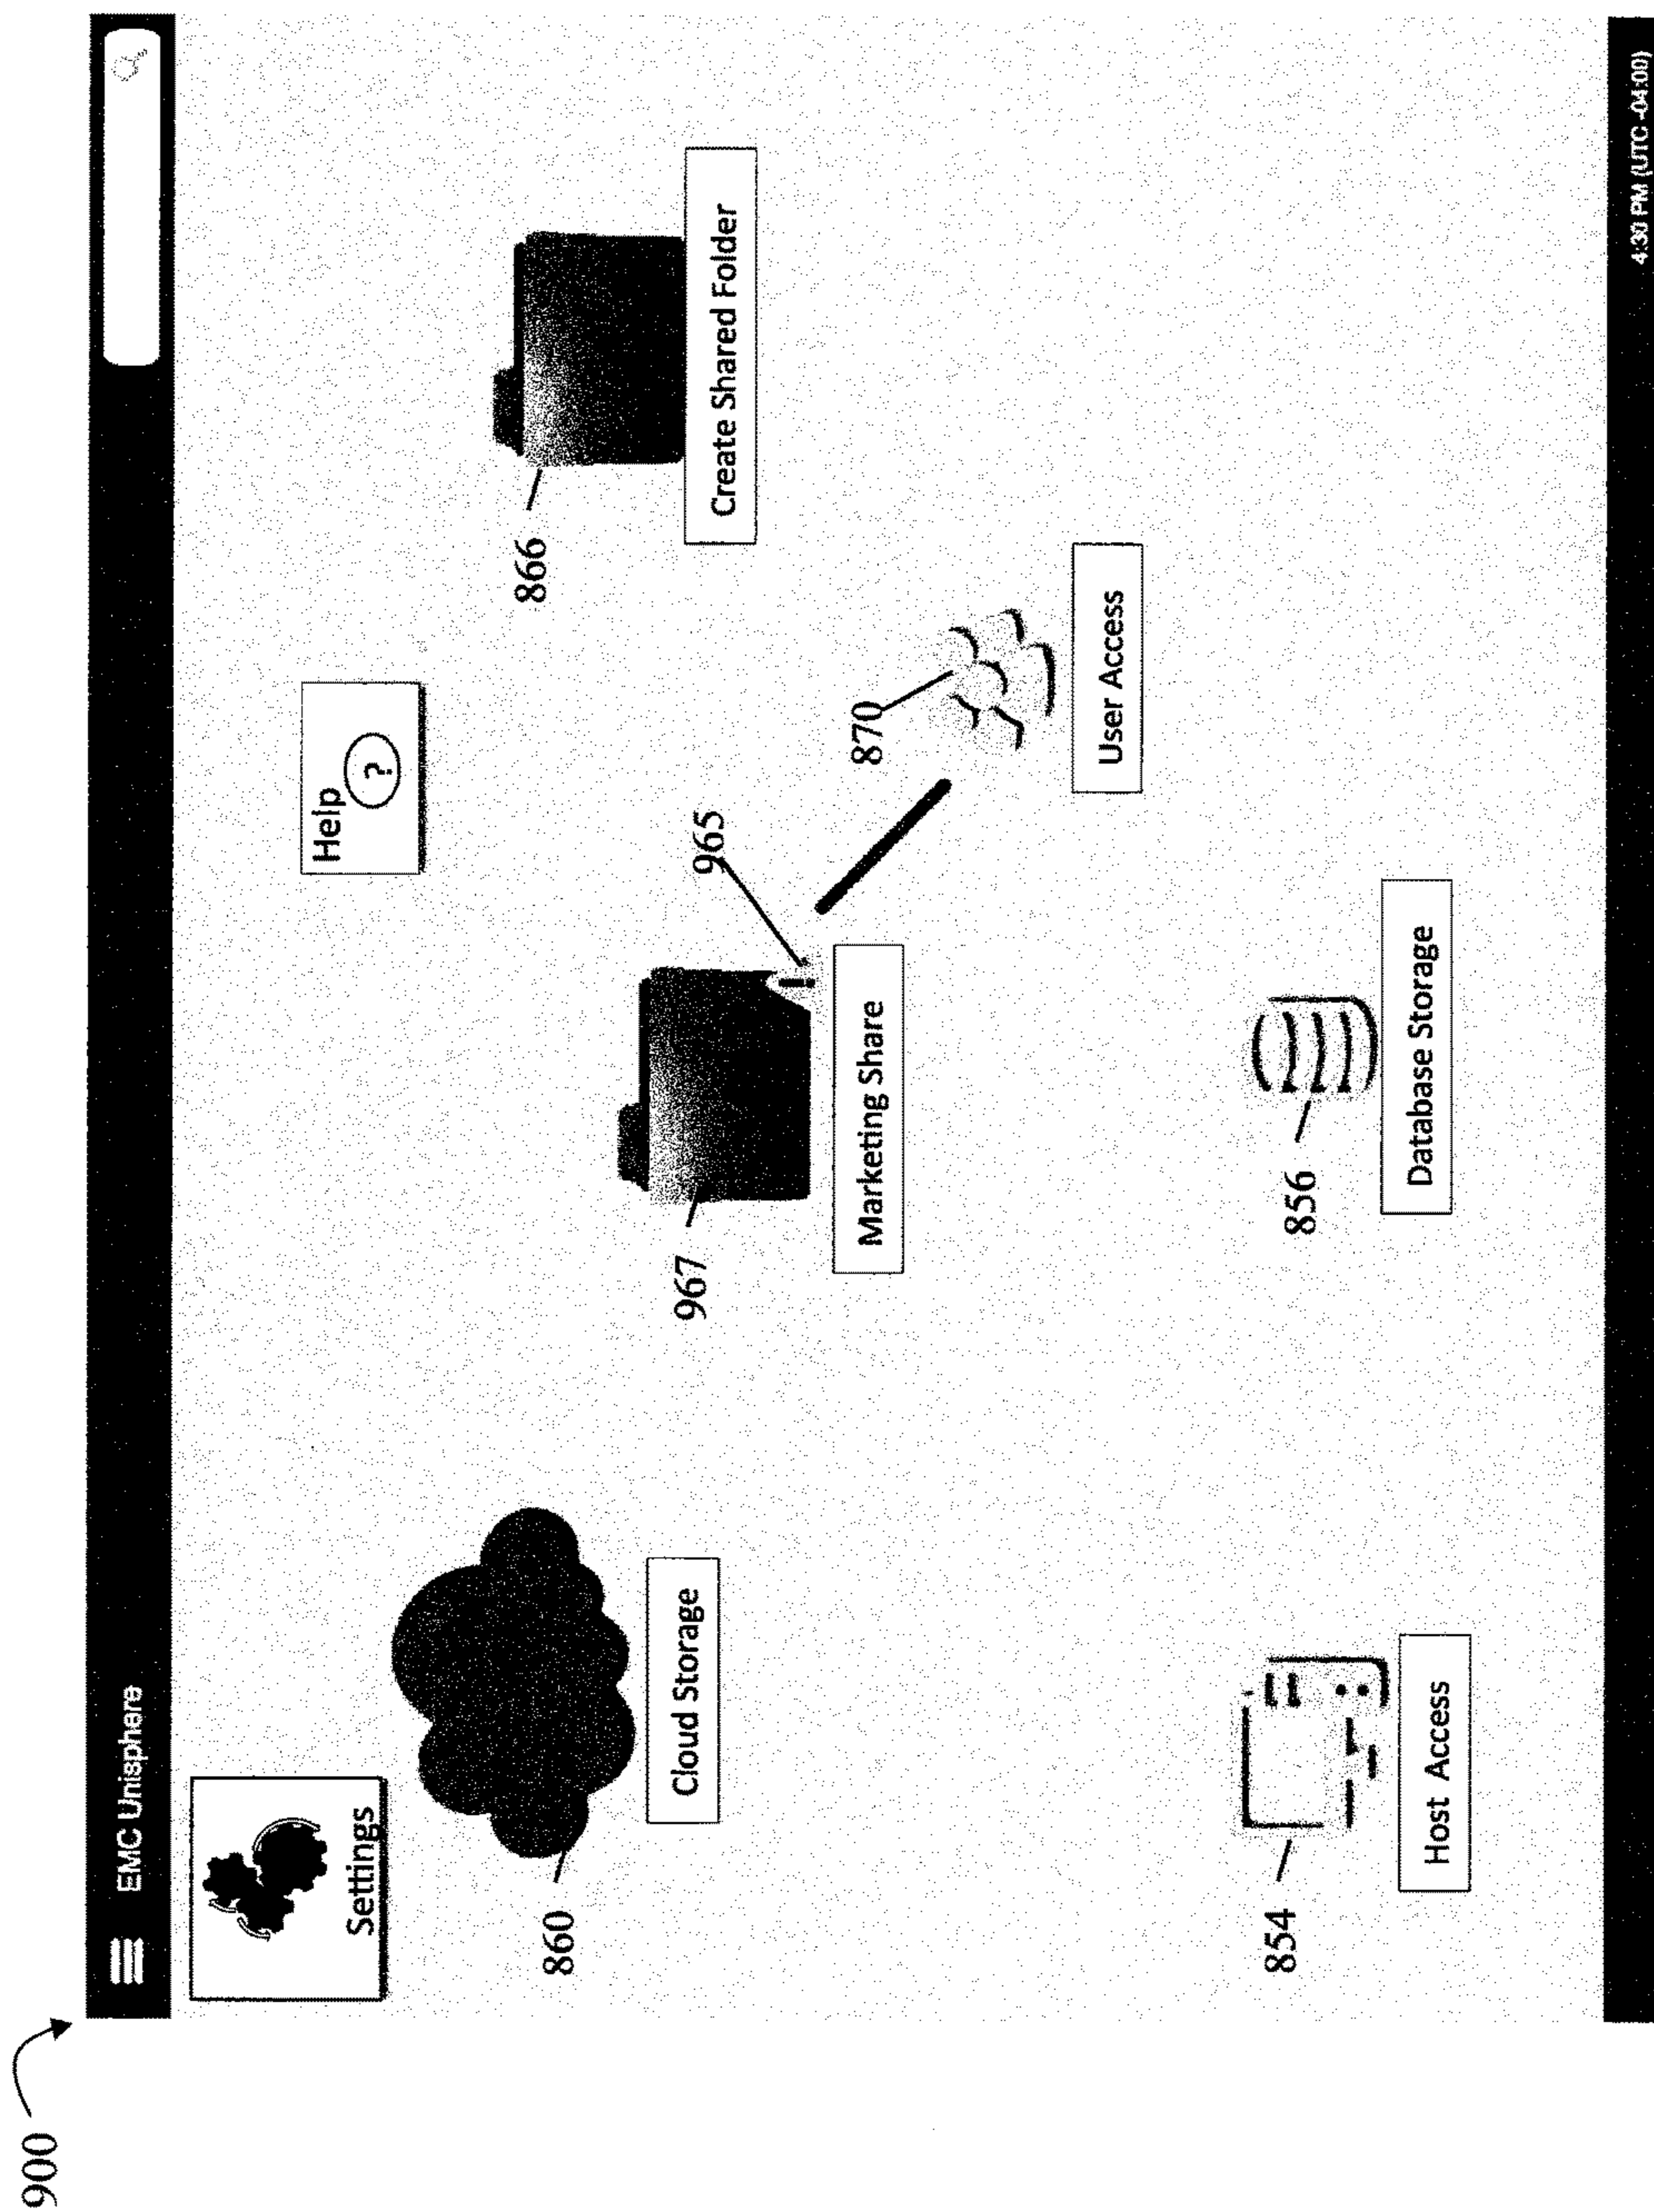 900
EMC Unisphere
Settings
Help
?
866
Create Shared Folder
860
Cloud Storage
967
965
Marketing Share
870
User Access
854
Host Access
856
Database Storage
4:30 PM (UTC -04:00)